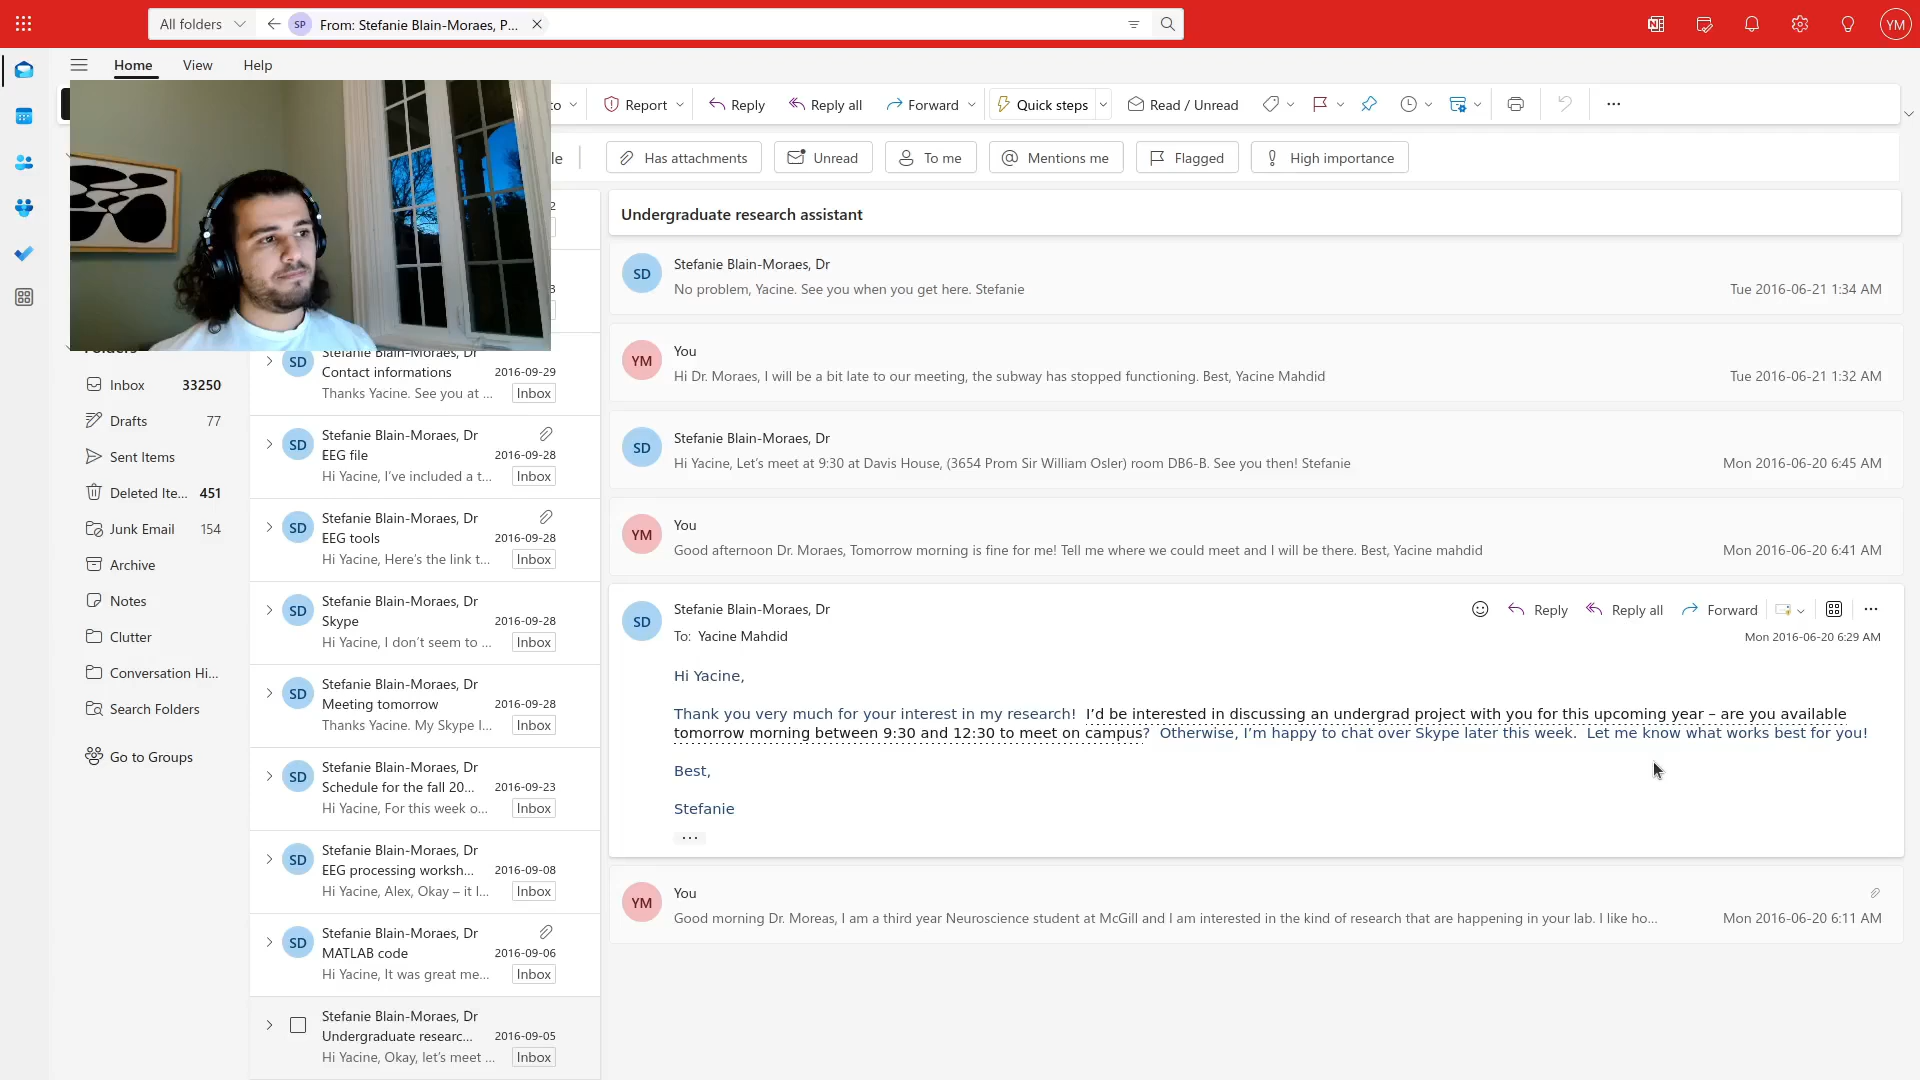 All folders
SP
From: Stefanie Blain-Moraes, P...
YM
Home
View
Help
Report
Reply
Reply all
Forward
Quick steps
Read / Unread
Has attachments
Unread
To me
Mentions me
Flagged
High importance
Inbox 33250
Drafts 77
Sent Items
Deleted Ite... 451
Junk Email 154
Archive
Notes
Clutter
Conversation Hi...
Search Folders
Go to Groups
SD
Stefanie Blain-Moraes, Dr
Contact informations 2016-09-29
Thanks Yacine. See you at ... Inbox
SD
Stefanie Blain-Moraes, Dr
EEG file 2016-09-28
Hi Yacine, I've included a t... Inbox
SD
Stefanie Blain-Moraes, Dr
EEG tools 2016-09-28
Hi Yacine, Here's the link t... Inbox
SD
Stefanie Blain-Moraes, Dr
Skype 2016-09-28
Hi Yacine, I don't seem to ... Inbox
SD
Stefanie Blain-Moraes, Dr
Meeting tomorrow 2016-09-28
Thanks Yacine. My Skype I... Inbox
SD
Stefanie Blain-Moraes, Dr
Schedule for the fall 20... 2016-09-23
Hi Yacine, For this week o... Inbox
SD
Stefanie Blain-Moraes, Dr
EEG processing worksh... 2016-09-08
Hi Yacine, Alex, Okay – it l... Inbox
SD
Stefanie Blain-Moraes, Dr
MATLAB code 2016-09-06
Hi Yacine, It was great me... Inbox
Stefanie Blain-Moraes, Dr
Undergraduate researc... 2016-09-05
Hi Yacine, Okay, let's meet ... Inbox
Undergraduate research assistant
SD
Stefanie Blain-Moraes, Dr
No problem, Yacine. See you when you get here. Stefanie Tue 2016-06-21 1:34 AM
YM
You
Hi Dr. Moraes, I will be a bit late to our meeting, the subway has stopped functioning. Best, Yacine Mahdid Tue 2016-06-21 1:32 AM
SD
Stefanie Blain-Moraes, Dr
Hi Yacine, Let's meet at 9:30 at Davis House, (3654 Prom Sir William Osler) room DB6-B. See you then! Stefanie Mon 2016-06-20 6:45 AM
YM
You
Good afternoon Dr. Moraes, Tomorrow morning is fine for me! Tell me where we could meet and I will be there. Best, Yacine mahdid Mon 2016-06-20 6:41 AM
SD
Stefanie Blain-Moraes, Dr
Reply
Reply all
Forward
To: Yacine Mahdid
Mon 2016-06-20 6:29 AM
Hi Yacine,
Thank you very much for your interest in my research! I'd be interested in discussing an undergrad project with you for this upcoming year – are you available
tomorrow morning between 9:30 and 12:30 to meet on campus? Otherwise, I'm happy to chat over Skype later this week. Let me know what works best for you!
Best,
Stefanie
...
YM
You
Good morning Dr. Moreas, I am a third year Neuroscience student at McGill and I am interested in the kind of research that are happening in your lab. I like ho... Mon 2016-06-20 6:11 AM